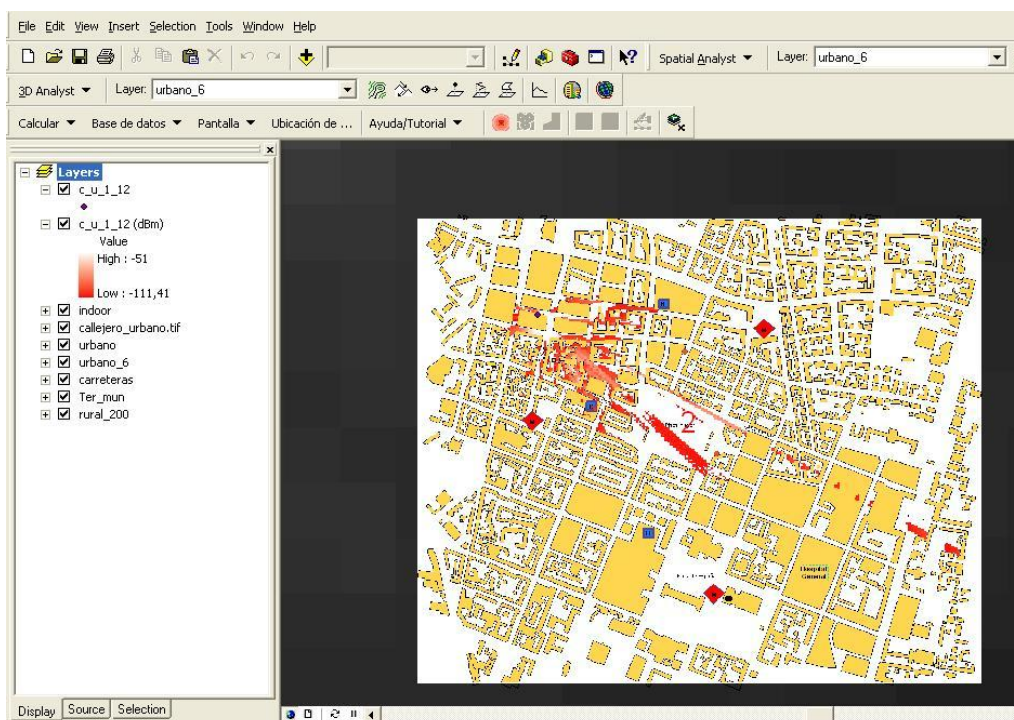 File Edit View Insert Selection Tools Window Help
Spatial Analyst Layer: urbano_6
3D Analyst Layer: urbano_6
Calcular Base de datos Pantalla Ubicación de ... Ayuda/Tutorial
Layers
c_u_1_12
c_u_1_12 (dBm)
Value
High : -51
Low : -111,41
indoor
callejero_urbano.tif
urbano
urbano_6
carreteras
Ter_mun
rural_200
2
Hospital
General
Display Source Selection